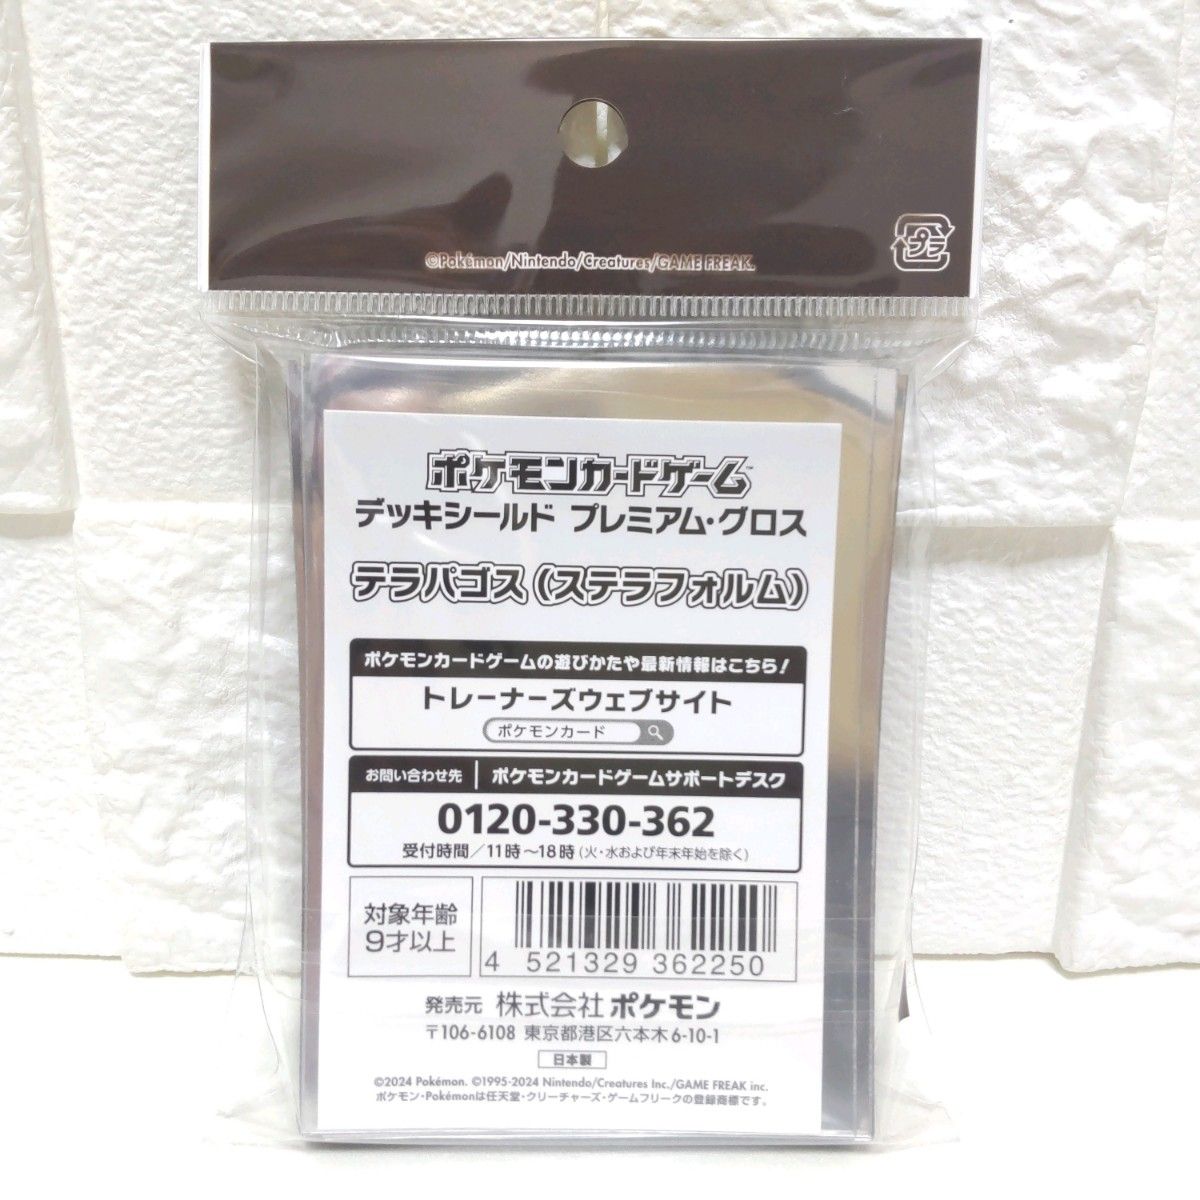 ©Pokémon/Nintendo/Creatures/GAME FREAK.
プラ
ポケモンカードゲーム™
デッキシールド プレミアム・グロス
テラパゴス(ステラフォルム)
ポケモンカードゲームの遊びかたや最新情報はこちら!
トレーナーズウェブサイト
ポケモンカード
お問い合わせ先 ポケモンカードゲームサポートデスク
0120-330-362
受付時間/11時～18時(火・水および年末年始を除く)
対象年齢
9才以上
4 521329 362250
発売元 株式会社 ポケモン
〒106-6108 東京都港区六本木6-10-1
日本製
©2024 Pokémon. ©1995-2024 Nintendo/Creatures Inc./GAME FREAK inc.
ポケモン・Pokémonは任天堂・クリーチャーズ・ゲームフリークの登録商標です。